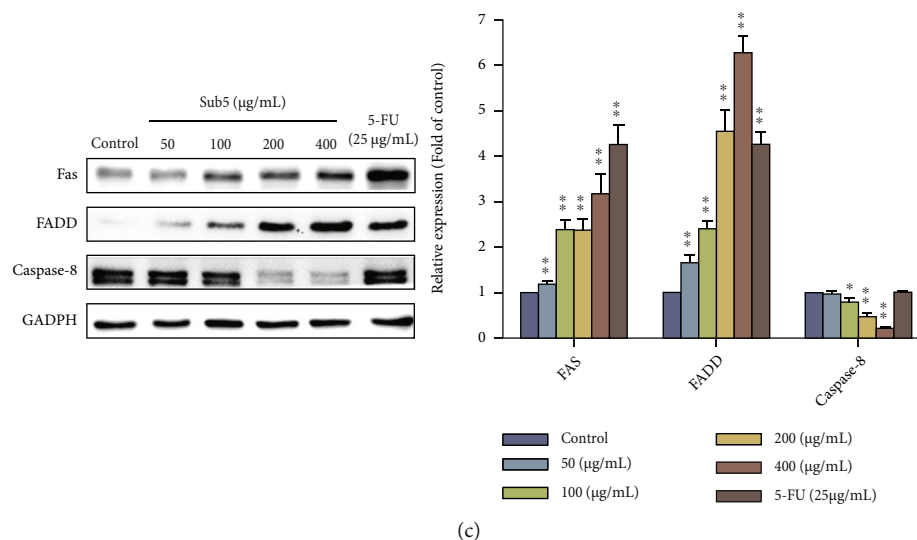 (c)
Sub5 (μg/mL)
5-FU
(25 μg/mL)
Control 50 100 200 400
Fas
FADD
Caspase-8
GADPH
Relative expression (Fold of control)
7
6
5
4
3
2
1
0
** ** ** ** **
** ** ** ** **
* ** **
FAS FADD Caspase-8
Control
50 (μg/mL)
100 (μg/mL)
200 (μg/mL)
400 (μg/mL)
5-FU (25μg/mL)
(c)